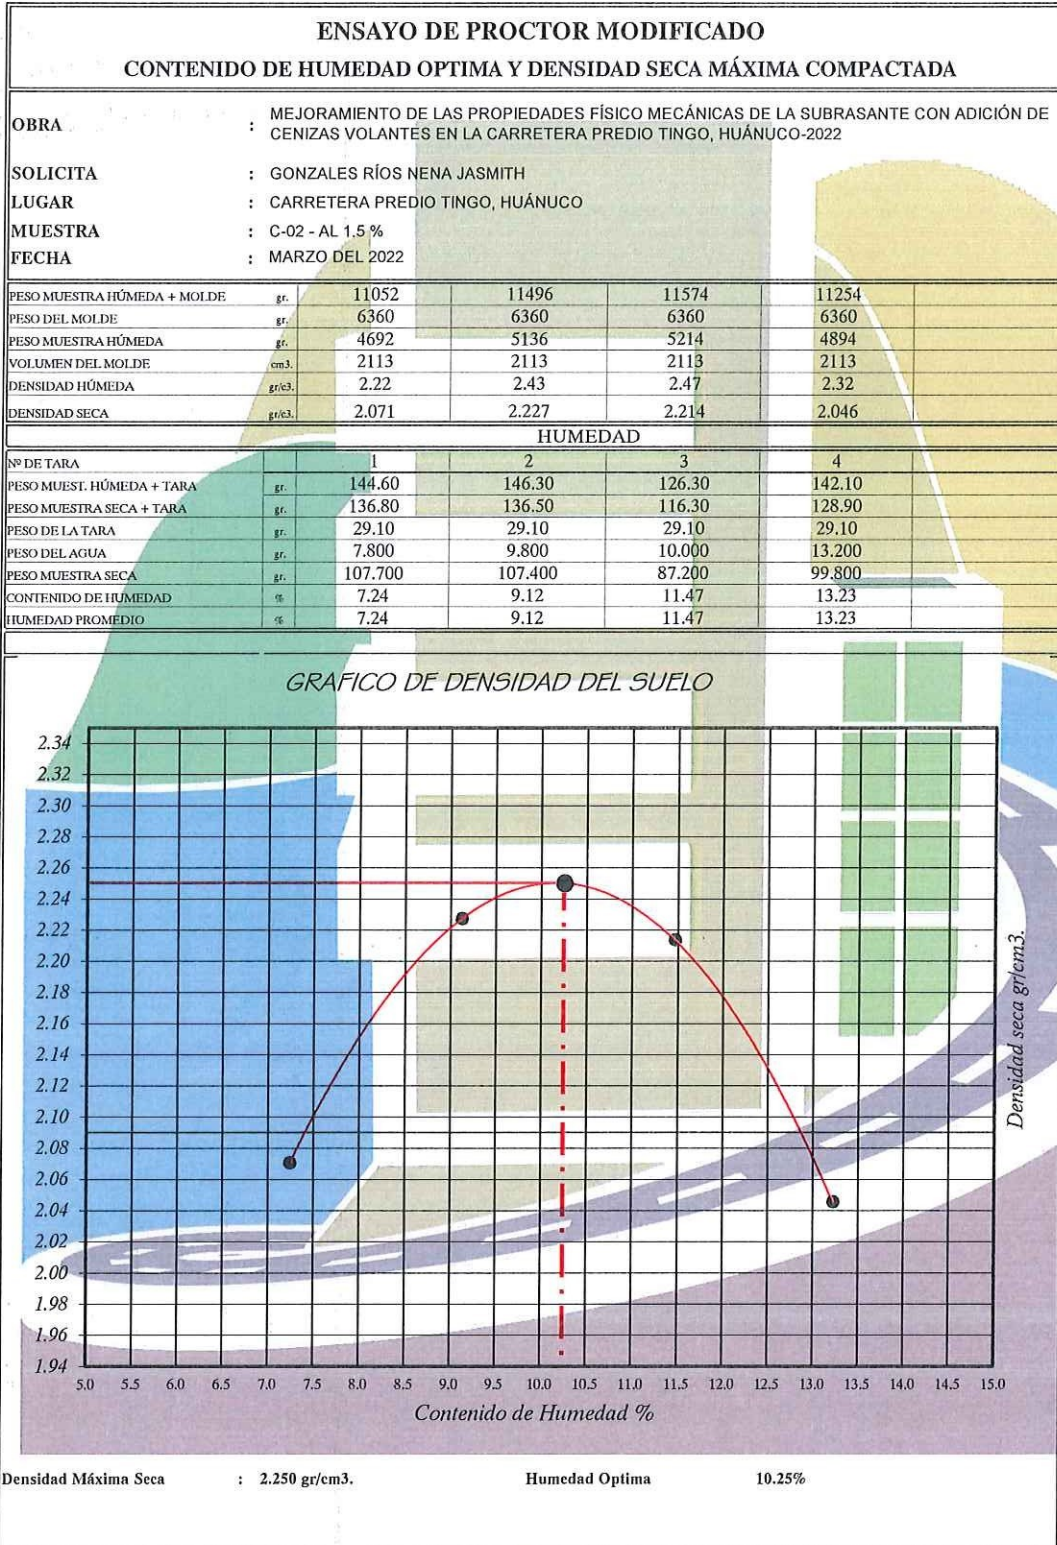 ENSAYO DE PROCTOR MODIFICADO
CONTENIDO DE HUMEDAD OPTIMA Y DENSIDAD SECA MÁXIMA COMPACTADA
OBRA : MEJORAMIENTO DE LAS PROPIEDADES FÍSICO MECÁNICAS DE LA SUBRASANTE CON ADICIÓN DE
CENIZAS VOLANTES EN LA CARRETERA PREDIO TINGO, HUÁNUCO-2022
SOLICITA : GONZALES RÍOS NENA JASMITH
LUGAR : CARRETERA PREDIO TINGO, HUÁNUCO
MUESTRA : C-02 - AL 1.5 %
FECHA : MARZO DEL 2022
PESO MUESTRA HÚMEDA + MOLDE gr. 11052 11496 11574 11254
PESO DEL MOLDE gr. 6360 6360 6360 6360
PESO MUESTRA HÚMEDA gr. 4692 5136 5214 4894
VOLUMEN DEL MOLDE cm3. 2113 2113 2113 2113
DENSIDAD HÚMEDA gr/c3. 2.22 2.43 2.47 2.32
DENSIDAD SECA gr/c3. 2.071 2.227 2.214 2.046
HUMEDAD
Nº DE TARA 1 2 3 4
PESO MUEST. HÚMEDA + TARA gr. 144.60 146.30 126.30 142.10
PESO MUESTRA SECA + TARA gr. 136.80 136.50 116.30 128.90
PESO DE LA TARA gr. 29.10 29.10 29.10 29.10
PESO DEL AGUA gr. 7.800 9.800 10.000 13.200
PESO MUESTRA SECA gr. 107.700 107.400 87.200 99.800
CONTENIDO DE HUMEDAD % 7.24 9.12 11.47 13.23
HUMEDAD PROMEDIO % 7.24 9.12 11.47 13.23
GRAFICO DE DENSIDAD DEL SUELO
2.34
2.32
2.30
2.28
2.26
2.24
2.22
2.20
2.18
2.16
2.14
2.12
2.10
2.08
2.06
2.04
2.02
2.00
1.98
1.96
1.94
Densidad seca gr/cm3.
5.0 5.5 6.0 6.5 7.0 7.5 8.0 8.5 9.0 9.5 10.0 10.5 11.0 11.5 12.0 12.5 13.0 13.5 14.0 14.5 15.0
Contenido de Humedad %
Densidad Máxima Seca : 2.250 gr/cm3. Humedad Optima 10.25%